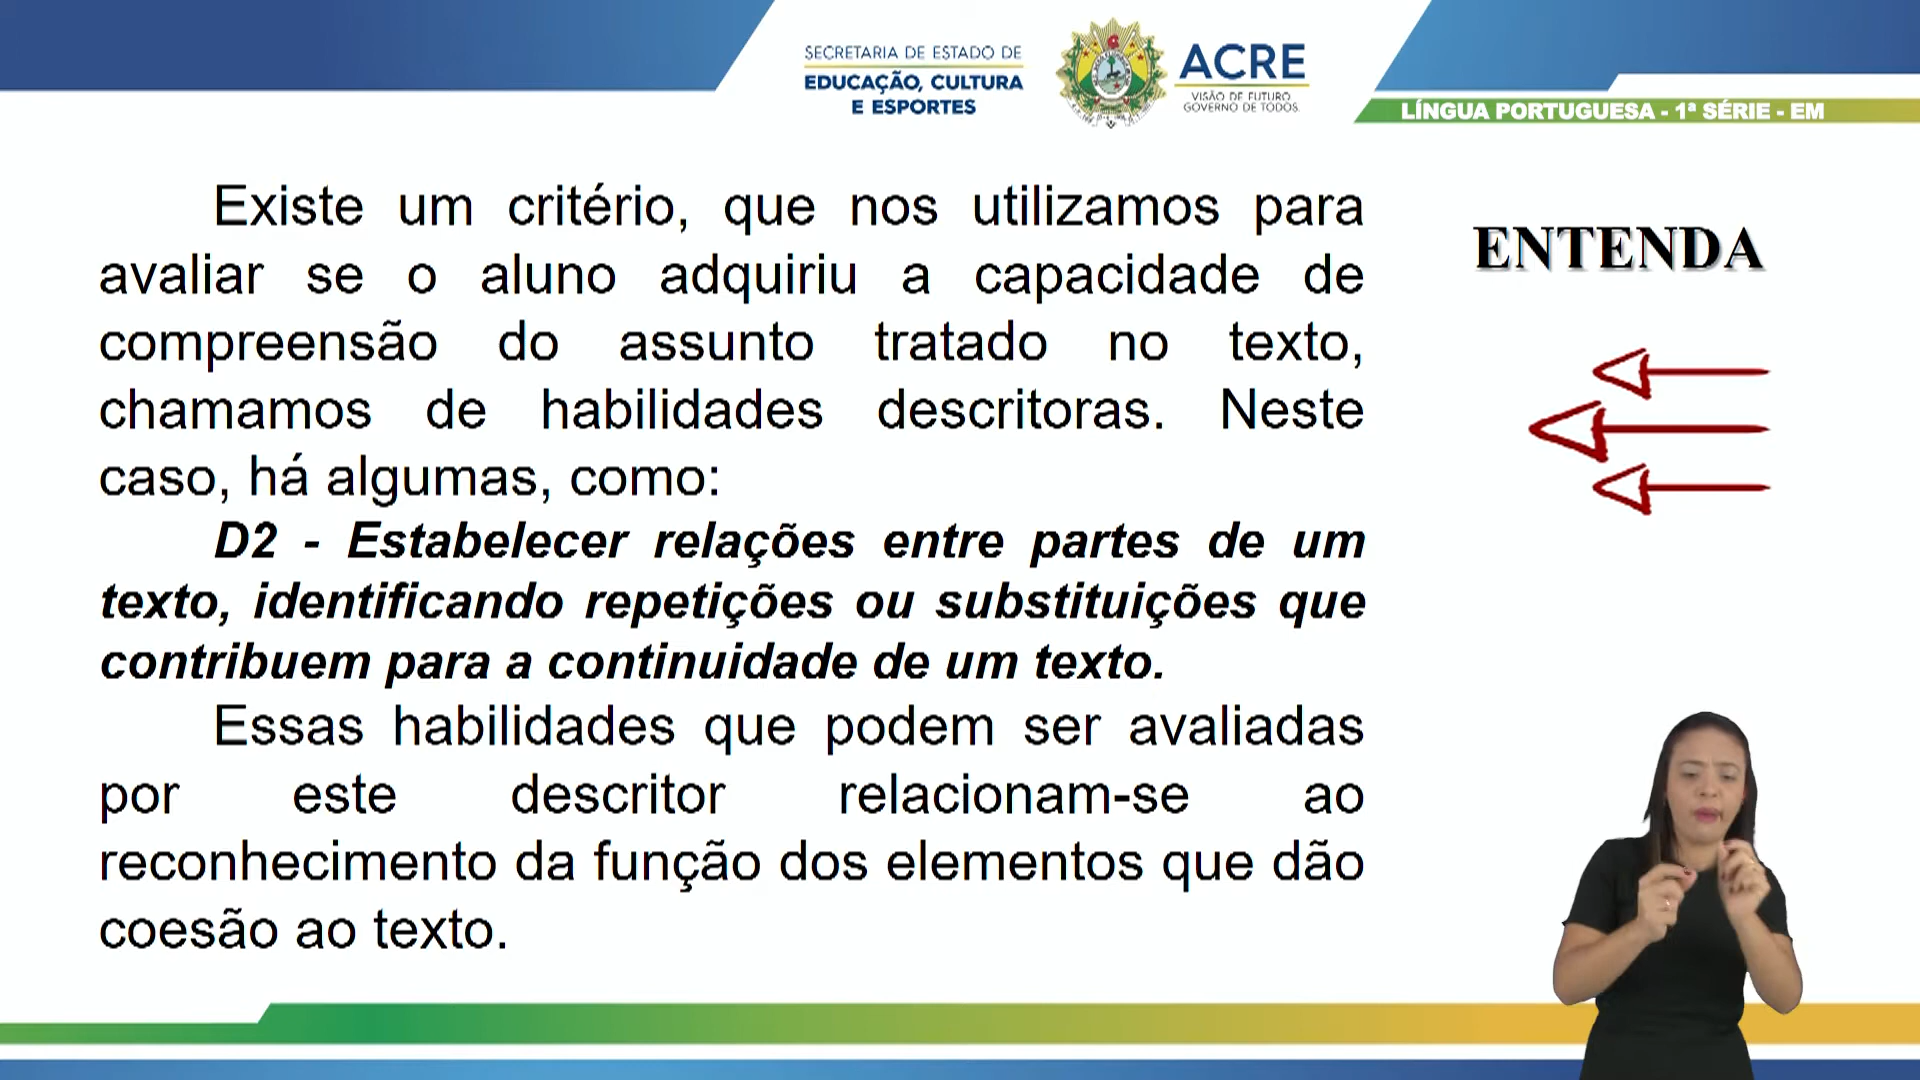 SECRETARIA DE ESTADO DE
EDUCAÇÃO, CULTURA
E ESPORTES
ACRE
VISÃO DE FUTURO
GOVERNO DE TODOS
LÍNGUA PORTUGUESA - 1ª SÉRIE - EM
Existe um critério, que nos utilizamos para
avaliar se o aluno adquiriu a capacidade de
compreensão do assunto tratado no texto,
chamamos de habilidades descritoras. Neste
caso, há algumas, como:
D2 - Estabelecer relações entre partes de um
texto, identificando repetições ou substituições que
contribuem para a continuidade de um texto.
Essas habilidades que podem ser avaliadas
por este descritor relacionam-se ao
reconhecimento da função dos elementos que dão
coesão ao texto.
ENTENDA